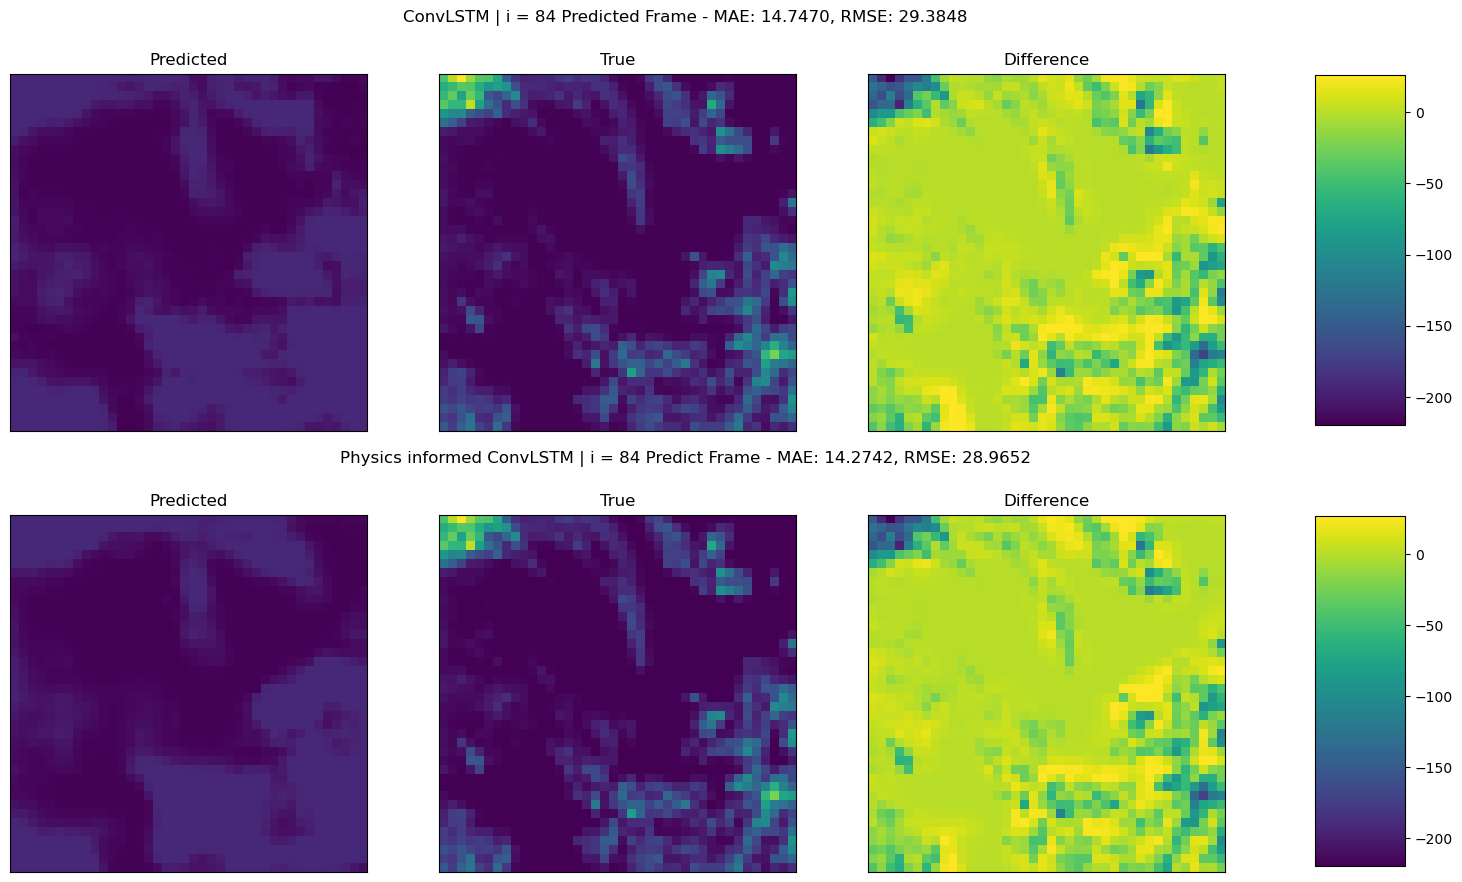 ConvLSTM | i = 84 Predicted Frame - MAE: 14.7470, RMSE: 29.3848
Predicted
True
Difference
0
−50
−100
−150
−200
Physics informed ConvLSTM | i = 84 Predict Frame - MAE: 14.2742, RMSE: 28.9652
Predicted
True
Difference
0
−50
−100
−150
−200